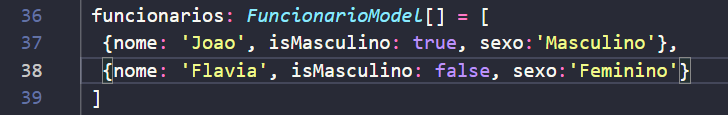 36 funcionarios: FuncionarioModel[] = [
37 {nome: 'Joao', isMasculino: true, sexo:'Masculino'},
38 {nome: 'Flavia', isMasculino: false, sexo:'Feminino'}
39 ]